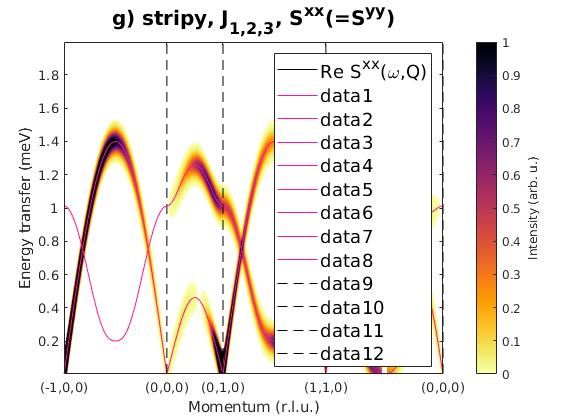 g) stripy, J1,2,3, Sxx(=Syy)
Energy transfer (meV)
1.8
1.6
1.4
1.2
1
0.8
0.6
0.4
0.2
Re Sxx(ω,Q)
data1
data2
data3
data4
data5
data6
data7
data8
data9
data10
data11
data12
(-1,0,0) (0,0,0) (0,1,0) (1,1,0) (0,0,0)
Momentum (r.l.u.)
1
0.9
0.8
0.7
0.6
0.5
0.4
0.3
0.2
0.1
0
Intensity (arb. u.)